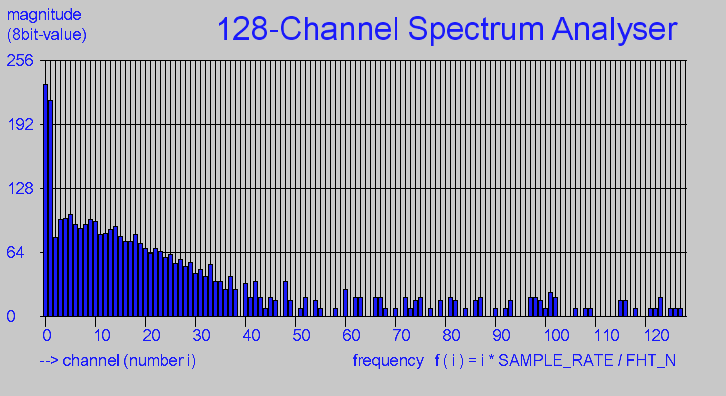 magnitude
(8bit-value)
128-Channel Spectrum Analyser
256
192
128
64
0
0 10 20 30 40 50 60 70 80 90 100 110 120
--> channel (number i)
frequency f ( i ) = i * SAMPLE_RATE / FHT_N